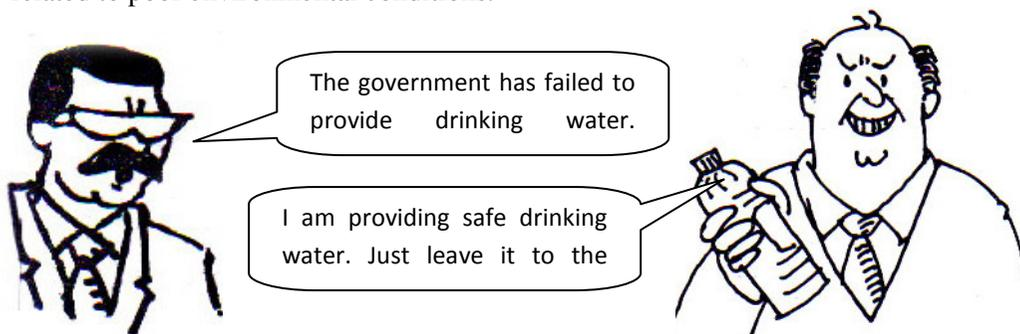 The government has failed to
provide drinking water.
I am providing safe drinking
water. Just leave it to the